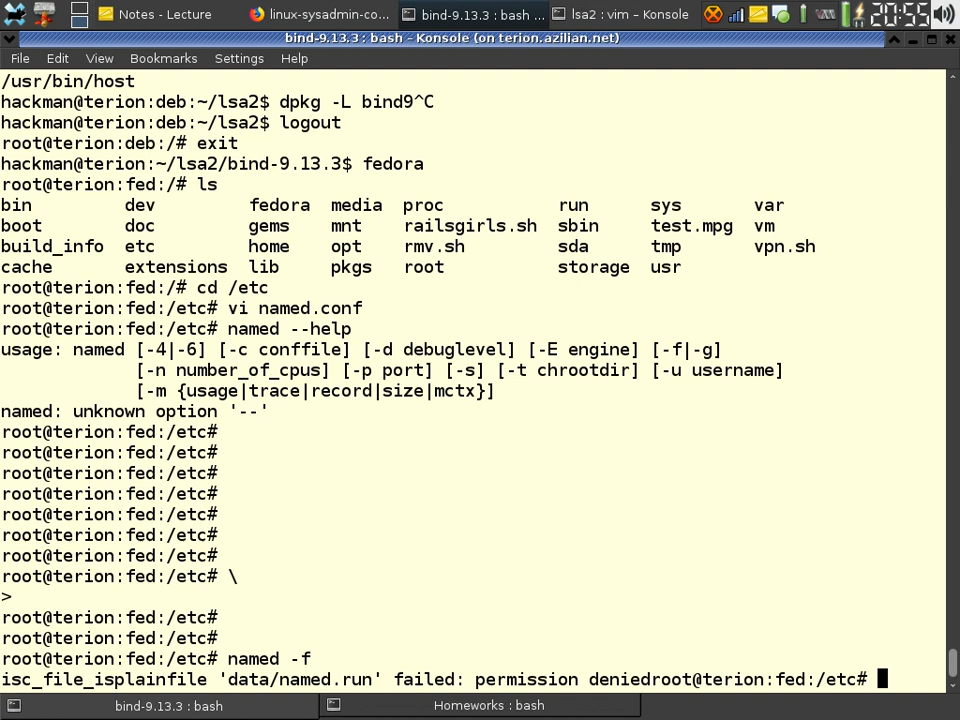 Notes - Lecture
linux-sysadmin-co...
bind-9.13.3 : bash ...
lsa2 : vim – Konsole
20:55
bind-9.13.3 : bash – Konsole (on terion.azilian.net)
File Edit View Bookmarks Settings Help
/usr/bin/host
hackman@terion:deb:~/lsa2$ dpkg -L bind9^C
hackman@terion:deb:~/lsa2$ logout
root@terion:deb:/# exit
hackman@terion:~/lsa2/bind-9.13.3$ fedora
root@terion:fed:/# ls
bin dev fedora media proc run sys var
boot doc gems mnt railsgirls.sh sbin test.mpg vm
build_info etc home opt rmv.sh sda tmp vpn.sh
cache extensions lib pkgs root storage usr
root@terion:fed:/# cd /etc
root@terion:fed:/etc# vi named.conf
root@terion:fed:/etc# named --help
usage: named [-4|-6] [-c conffile] [-d debuglevel] [-E engine] [-f|-g]
[-n number_of_cpus] [-p port] [-s] [-t chrootdir] [-u username]
[-m {usage|trace|record|size|mctx}]
named: unknown option '--'
root@terion:fed:/etc#
root@terion:fed:/etc#
root@terion:fed:/etc#
root@terion:fed:/etc#
root@terion:fed:/etc#
root@terion:fed:/etc#
root@terion:fed:/etc#
root@terion:fed:/etc# \
>
root@terion:fed:/etc#
root@terion:fed:/etc#
root@terion:fed:/etc# named -f
isc_file_isplainfile 'data/named.run' failed: permission deniedroot@terion:fed:/etc#
bind-9.13.3 : bash
Homeworks : bash